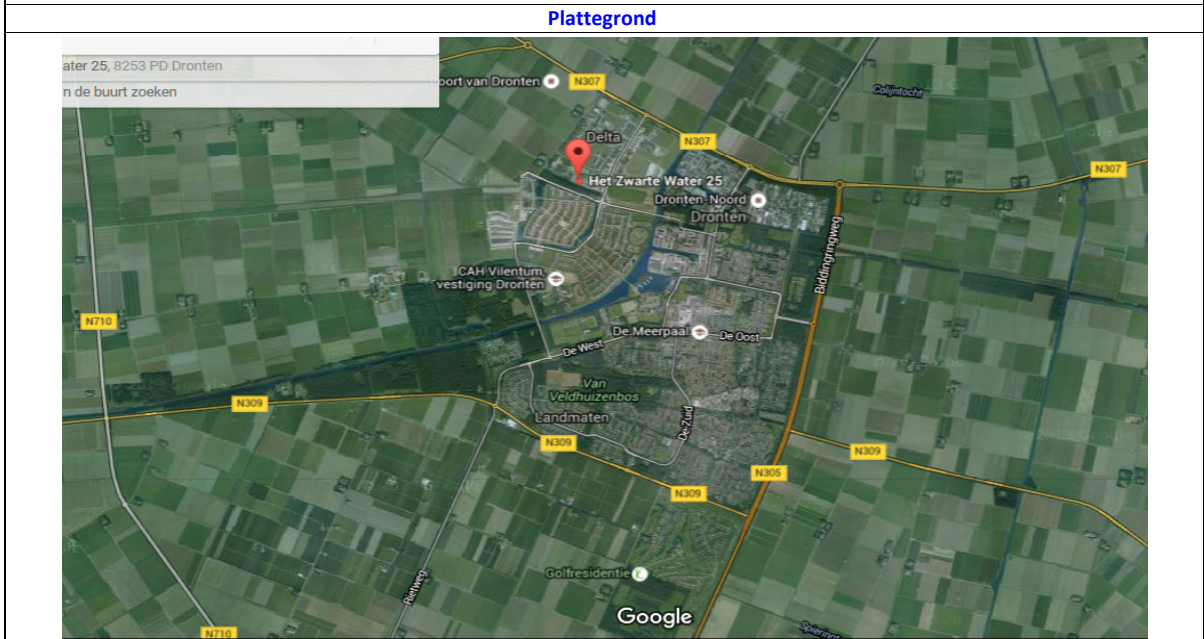 Plattegrond
ater 25, 8253 PD Dronten
n de buurt zoeken
oort van Dronten
N307
Colijntocht
Delta
N307
N307
Het Zwarte Water 25
Dronten-Noord
Dronten
Biddingringweg
CAH Vilentum,
vestiging Dronten
N710
De Meerpaal
De Oost
De West
Van
Veldhuizenbos
N309
Landmaten
De Zuid
N309
N309
N305
N309
Golfresidentie
Rietweg
Google
N710